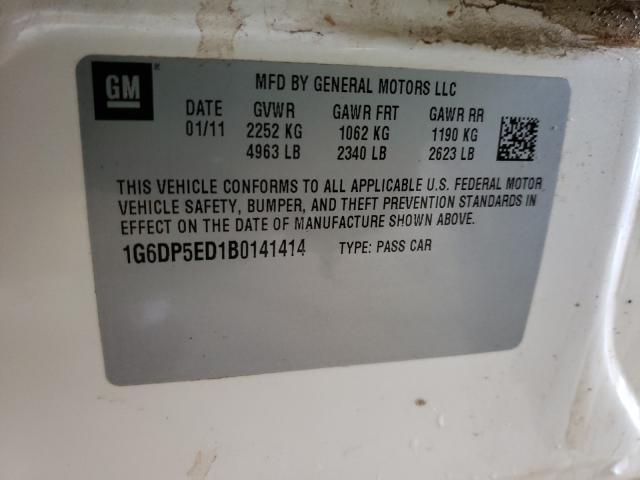 GM
MFD BY GENERAL MOTORS LLC
DATE GVWR GAWR FRT GAWR RR
01/11 2252 KG 1062 KG 1190 KG
4963 LB 2340 LB 2623 LB
THIS VEHICLE CONFORMS TO ALL APPLICABLE U.S. FEDERAL MOTOR
VEHICLE SAFETY, BUMPER, AND THEFT PREVENTION STANDARDS IN
EFFECT ON THE DATE OF MANUFACTURE SHOWN ABOVE.
1G6DP5ED1B0141414 TYPE: PASS CAR